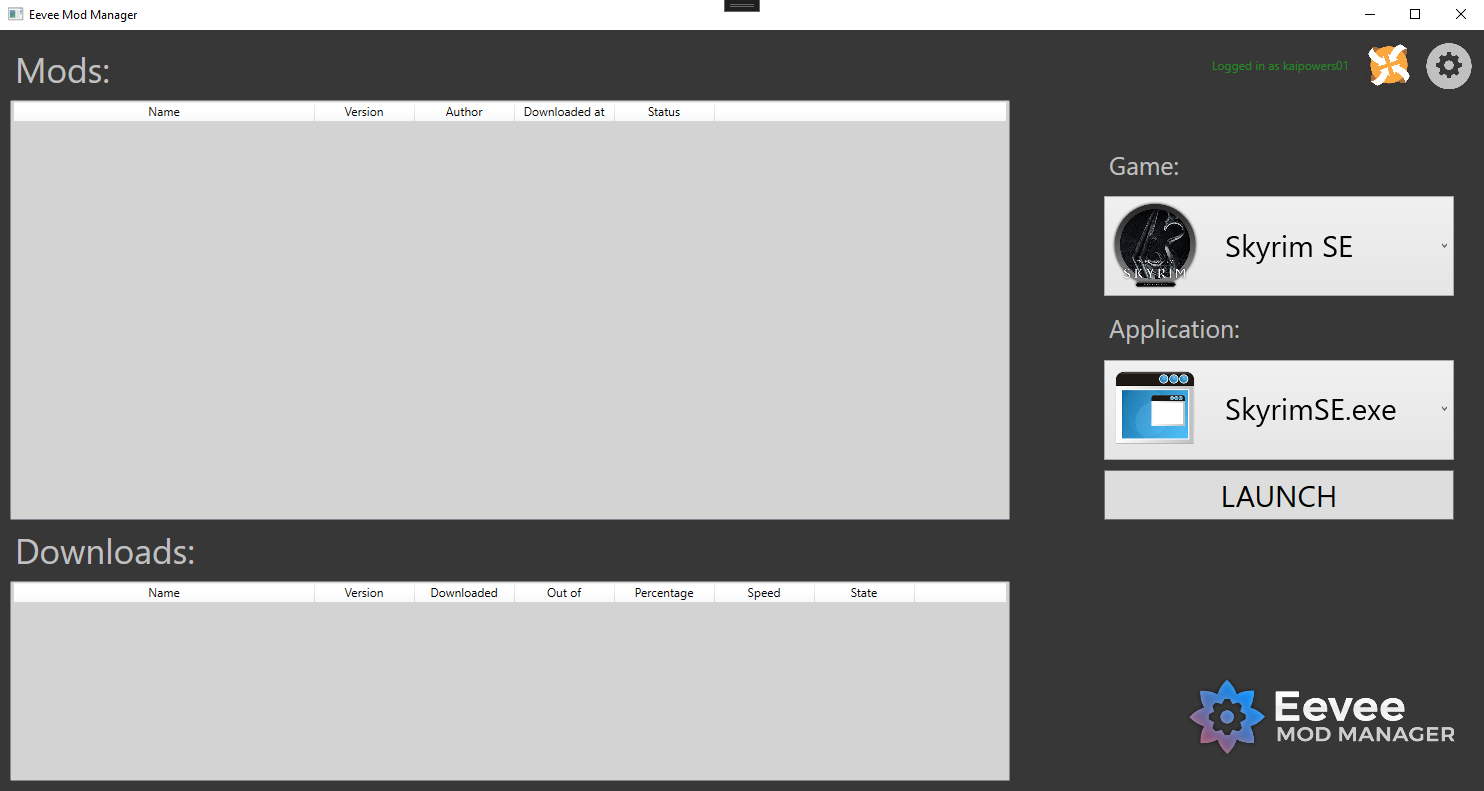 Eevee Mod Manager
Mods:
Logged in as kaipowers01
Name Version Author Downloaded at Status
Game:
SKYRIM
Skyrim SE
Application:
SkyrimSE.exe
LAUNCH
Downloads:
Name Version Downloaded Out of Percentage Speed State
Eevee
MOD MANAGER